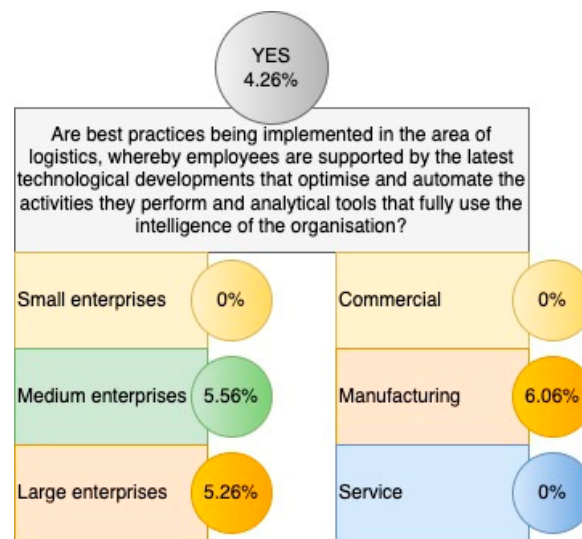 YES
4.26%
Are best practices being implemented in the area of
logistics, whereby employees are supported by the latest
technological developments that optimise and automate the
activities they perform and analytical tools that fully use the
intelligence of the organisation?
Small enterprises 0%
Commercial 0%
Medium enterprises 5.56%
Manufacturing 6.06%
Large enterprises 5.26%
Service 0%